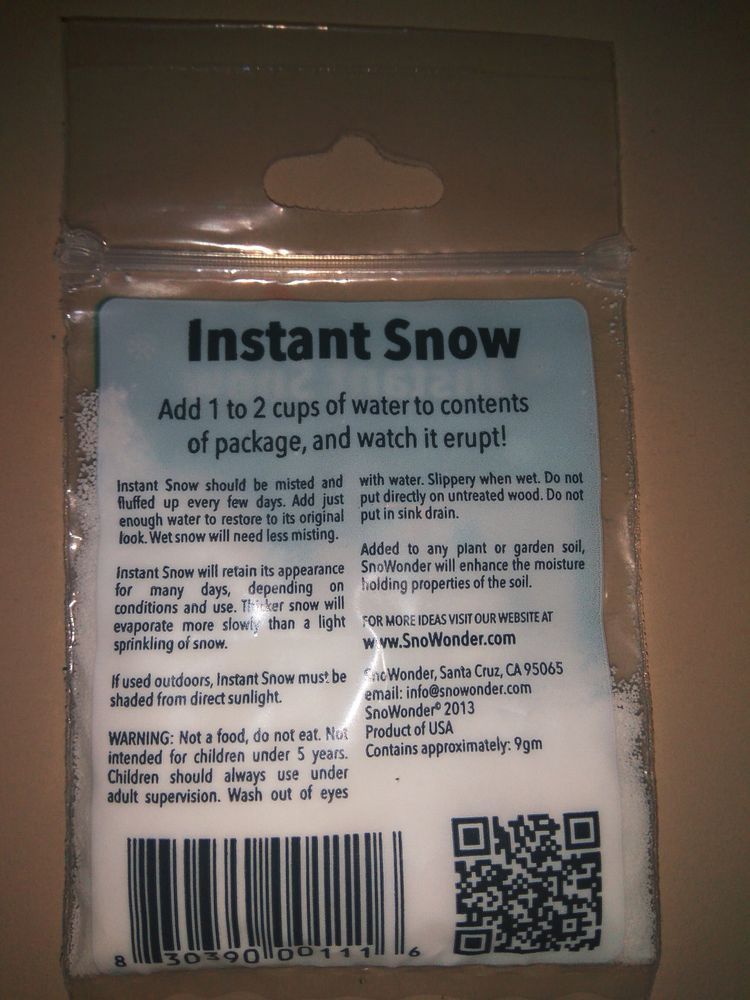 Instant Snow
Add 1 to 2 cups of water to contents
of package, and watch it erupt!
Instant Snow should be misted and
fluffed up every few days. Add just
enough water to restore to its original
look. Wet snow will need less misting.
Instant Snow will retain its appearance
for many days, depending on
conditions and use. Thicker snow will
evaporate more slowly than a light
sprinkling of snow.
If used outdoors, Instant Snow must be
shaded from direct sunlight.
WARNING: Not a food, do not eat. Not
intended for children under 5 years.
Children should always use under
adult supervision. Wash out of eyes
with water. Slippery when wet. Do not
put directly on untreated wood. Do not
put in sink drain.
Added to any plant or garden soil,
SnoWonder will enhance the moisture
holding properties of the soil.
FOR MORE IDEAS VISIT OUR WEBSITE AT
www.SnoWonder.com
SnoWonder, Santa Cruz, CA 95065
email: info@snowonder.com
SnoWonder© 2013
Product of USA
Contains approximately: 9gm
8 30390 00111 6